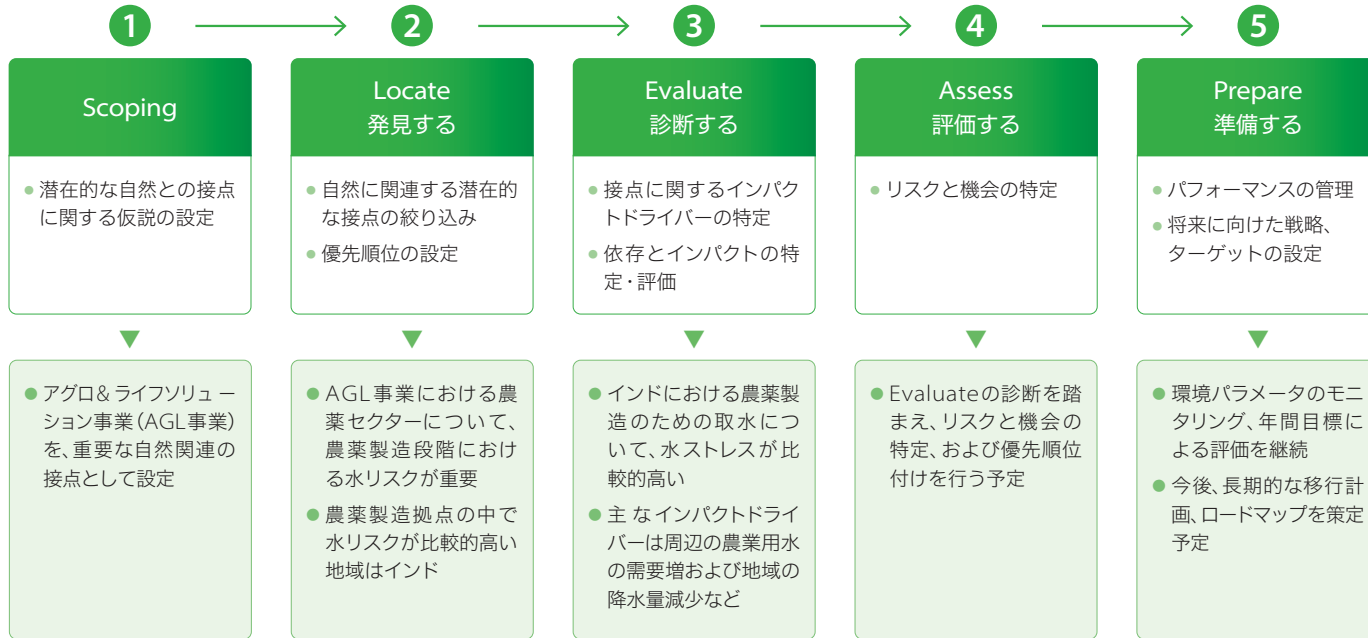 1
Scoping
● 潜在的な自然との接点
に関する仮説の設定
● アグロ&ライフソリューー
ション事業(AGL事業)
を、重要な自然関連の
接点として設定
2
Locate
発見する
● 自然に関連する潜在的
な接点の絞り込み
● 優先順位の設定
● AGL事業における農
薬セクターについて、
農薬製造段階におけ
る水リスクが重要
● 農薬製造拠点の中で
水リスクが比較的高い
地域はインド
3
Evaluate
診断する
● 接点に関するインパク
トドライバーの特定
● 依存とインパクトの特
定・評価
● インドにおける農薬製
造のための取水につ
いて、水ストレスが比
較的高い
● 主なインパクトドライ
バーは周辺の農業用水
の需要増および地域の
降水量減少など
4
Assess
評価する
● リスクと機会の特定
● Evaluateの診断を踏
まえ、リスクと機会の
特定、および優先順位
付けを行う予定
5
Prepare
準備する
● パフォーマンスの管理
● 将来に向けた戦略、
ターゲットの設定
● 環境パラメータのモニ
タリング、年間目標に
よる評価を継続
● 今後、長期的な移行計
画、ロードマップを策定
予定